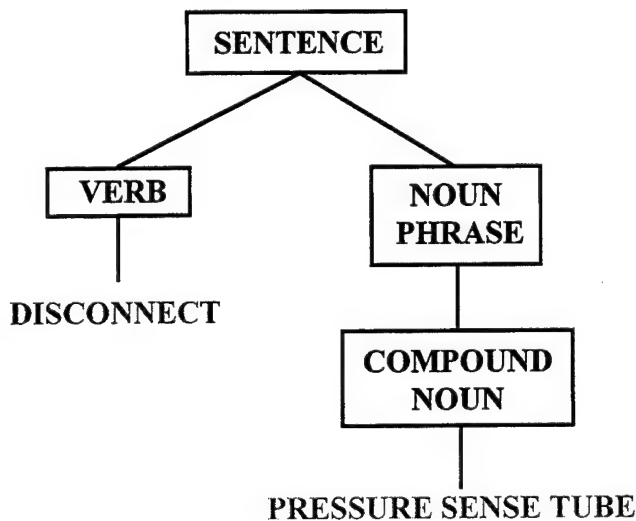 SENTENCE
VERB
NOUN
PHRASE
DISCONNECT
COMPOUND
NOUN
PRESSURE SENSE TUBE